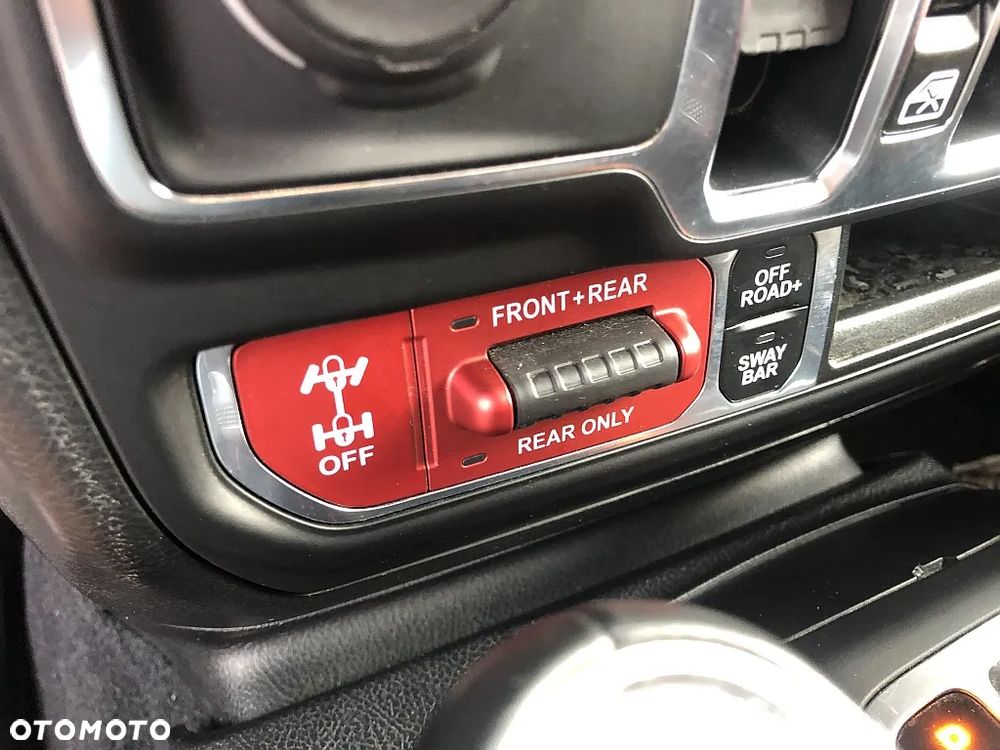 FRONT+REAR
OFF
ROAD+
SWAY
BAR
REAR ONLY
OFF
OTOMOTO